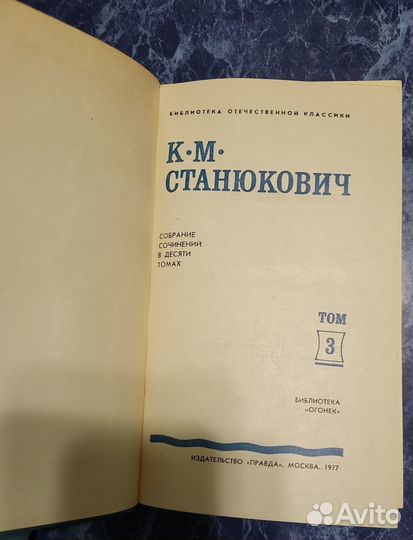 БИБЛИОТЕКА ОТЕЧЕСТВЕННОЙ КЛАССИКИ
К·М·
СТАНЮКОВИЧ
СОБРАНИЕ
СОЧИНЕНИЙ
В ДЕСЯТИ
ТОМАХ
ТОМ
3
БИБЛИОТЕКА
«ОГОНЕК»
ИЗДАТЕЛЬСТВО «ПРАВДА». МОСКВА. 1977
Avito